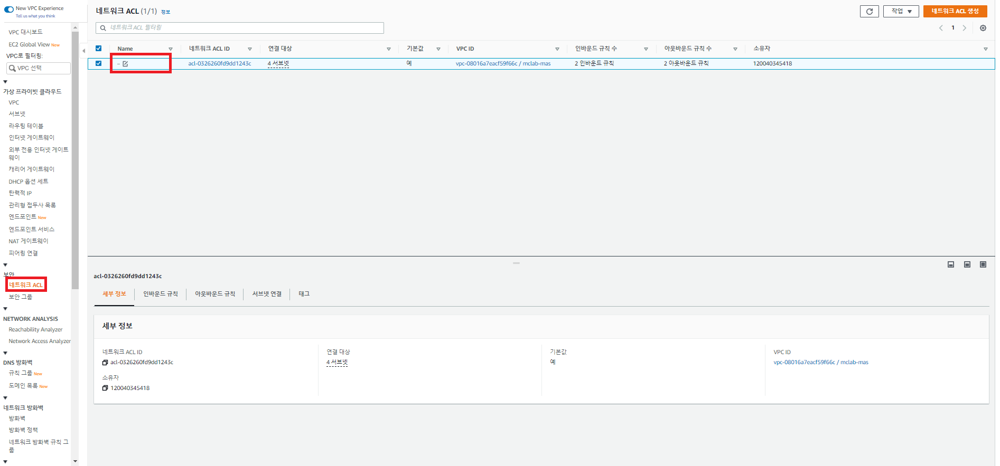 New VPC Experience
Tell us what you think
VPC 대시보드
EC2 Global View New
VPC로 필터링:
VPC 선택
가상 프라이빗 클라우드
VPC
서브넷
라우팅 테이블
인터넷 게이트웨이
외부 전용 인터넷 게이트
웨이
캐리어 게이트웨이
DHCP 옵션 세트
탄력적 IP
관리형 접두사 목록
엔드포인트 New
엔드포인트 서비스
NAT 게이트웨이
피어링 연결
보안
네트워크 ACL
보안 그룹
NETWORK ANALYSIS
Reachability Analyzer
Network Access Analyzer
DNS 방화벽
규칙 그룹 New
도메인 목록 New
네트워크 방화벽
방화벽
방화벽 정책
네트워크 방화벽 규칙 그
룹
네트워크 ACL (1/1) 정보
작업
네트워크 ACL 생성
네트워크 ACL 필터링
1
Name 네트워크 ACL ID 연결 대상 기본값 VPC ID 인바운드 규칙 수 아웃바운드 규칙 수 소유자
– acl-0326260fd9dd1243c 4 서브넷 예 vpc-08016a7eacf59f66c / mclab-mas 2 인바운드 규칙 2 아웃바운드 규칙 120040345418
acl-0326260fd9dd1243c
세부 정보 인바운드 규칙 아웃바운드 규칙 서브넷 연결 태그
세부 정보
네트워크 ACL ID 연결 대상 기본값 VPC ID
acl-0326260fd9dd1243c 4 서브넷 예 vpc-08016a7eacf59f66c / mclab-mas
소유자
120040345418